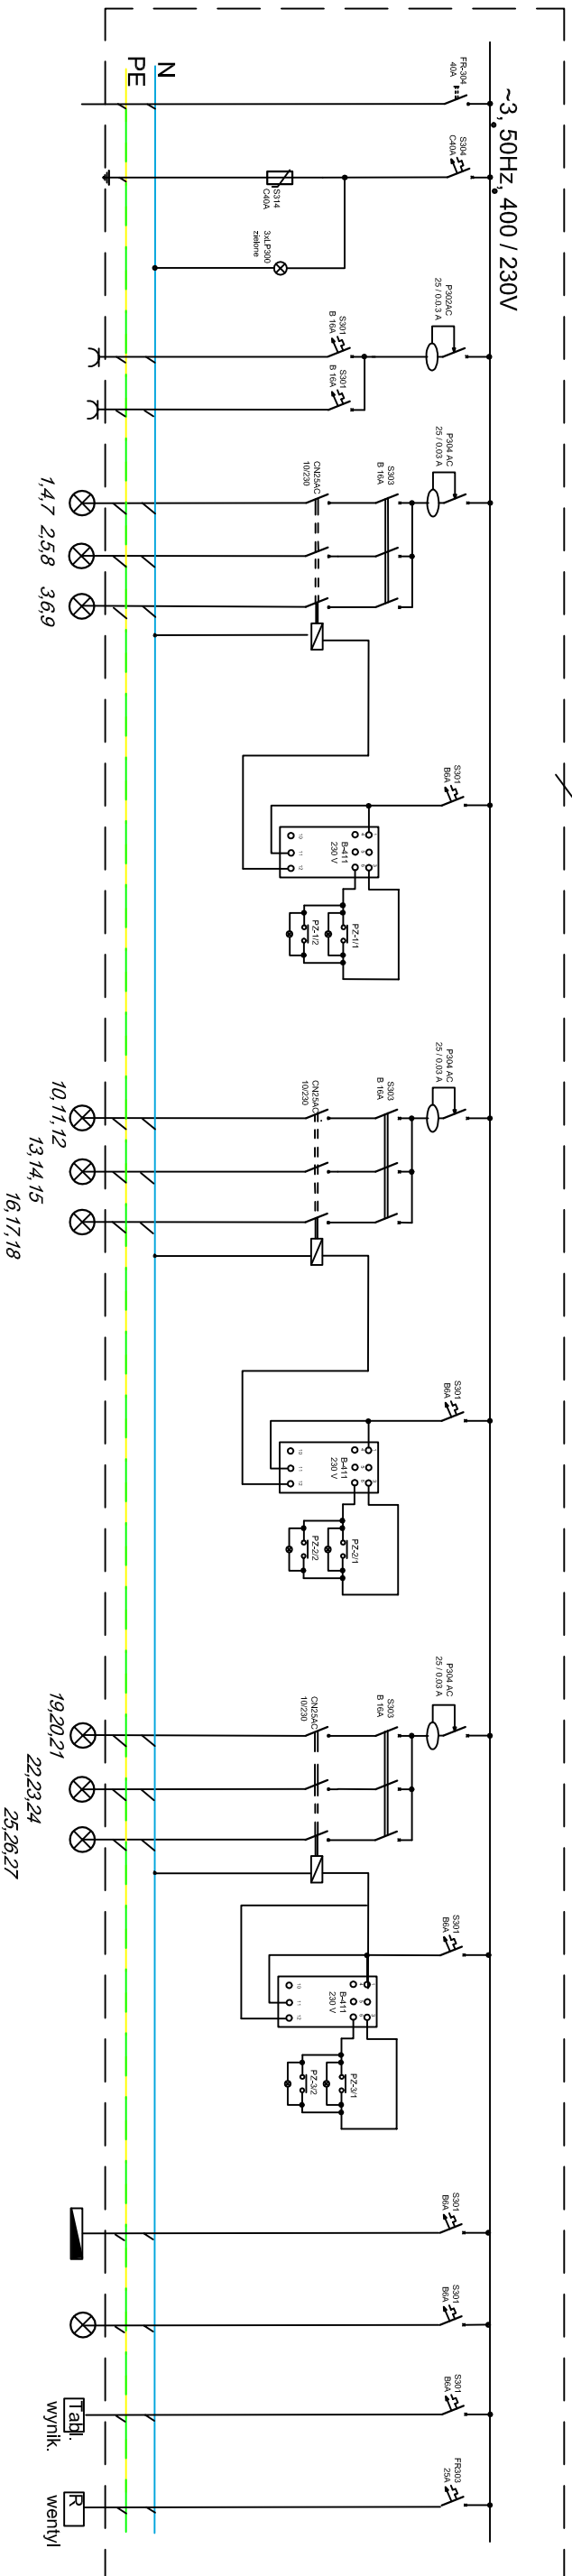 ~3, 50Hz, 400 / 230V
N
PE
FR-304
40A
S304
C40A
S314
C40A
3xLP300
zielone
P302AC
25 / 0.0.3 A
S301
B 16A
S301
B 16A
P304 AC
25 / 0,03 A
S303
B 16A
CN25AC
10/230
1,4,7
2,5,8
3,6,9
S301
B6A
B-411
230 V
PZ-1/1
PZ-1/2
P304 AC
25 / 0,03 A
S303
B 16A
CN25AC
10/230
10,11,12
13,14,15
16,17,18
S301
B6A
B-411
230 V
PZ-2/1
PZ-2/2
P304 AC
25 / 0,03 A
S303
B 16A
CN25AC
10/230
19,20,21
22,23,24
25,26,27
S301
B6A
B-411
230 V
PZ-3/1
PZ-3/2
S301
B6A
S301
B6A
S301
B6A
Tabl.
wynik.
FR303
25A
R
wentyl